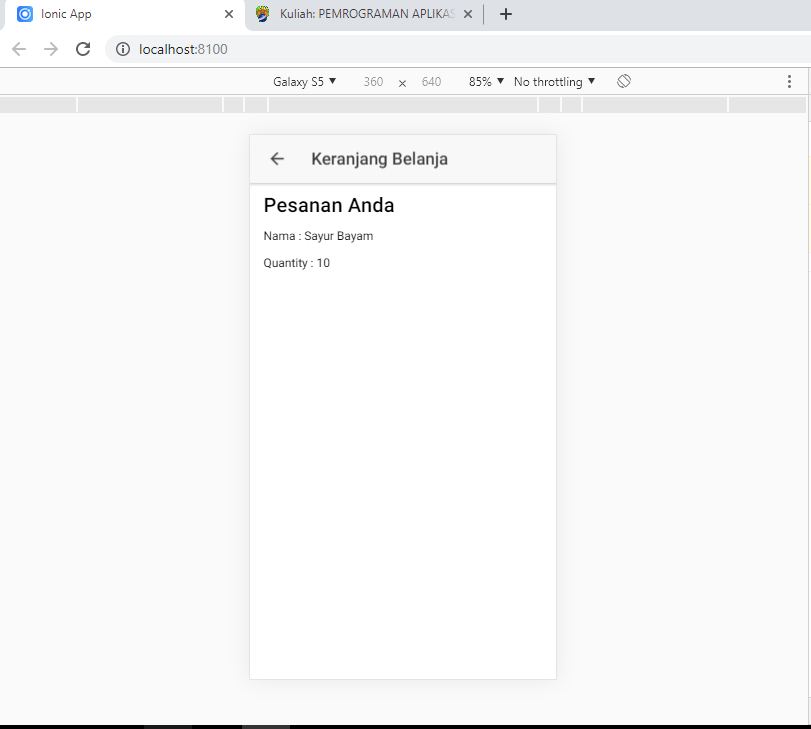 Ionic App
Kuliah: PEMROGRAMAN APLIKAS
localhost:8100
Galaxy S5 360 × 640 85% No throttling
Keranjang Belanja
Pesanan Anda
Nama : Sayur Bayam
Quantity : 10